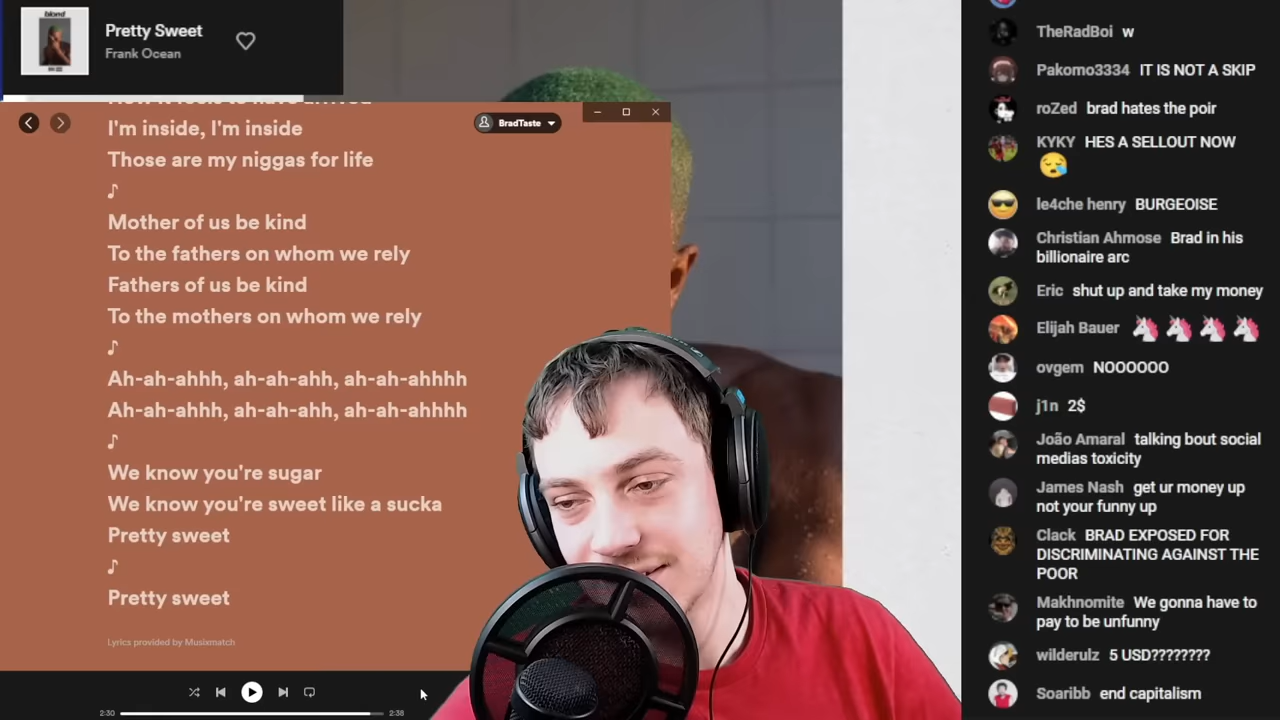 blond
Pretty Sweet
Frank Ocean
I'm inside, I'm inside
Those are my niggas for life
♪
Mother of us be kind
To the fathers on whom we rely
Fathers of us be kind
To the mothers on whom we rely
♪
Ah-ah-ahhh, ah-ah-ahh, ah-ah-ahhhh
Ah-ah-ahhh, ah-ah-ahh, ah-ah-ahhhh
♪
We know you're sugar
We know you're sweet like a sucka
Pretty sweet
♪
Pretty sweet
Lyrics provided by Musixmatch
BradTaste
2:30
2:38
TheRadBoi w
Pakomo3334 IT IS NOT A SKIP
roZed brad hates the poir
KYKY HES A SELLOUT NOW
😥
le4che henry BURGEOISE
Christian Ahmose Brad in his
billionaire arc
Eric shut up and take my money
Elijah Bauer 🦄 🦄 🦄 🦄
ovgem NOOOOOO
j1n 2$
João Amaral talking bout social
medias toxicity
James Nash get ur money up
not your funny up
Clack BRAD EXPOSED FOR
DISCRIMINATING AGAINST THE
POOR
Makhnomite We gonna have to
pay to be unfunny
wilderulz 5 USD????????
Soaribb end capitalism